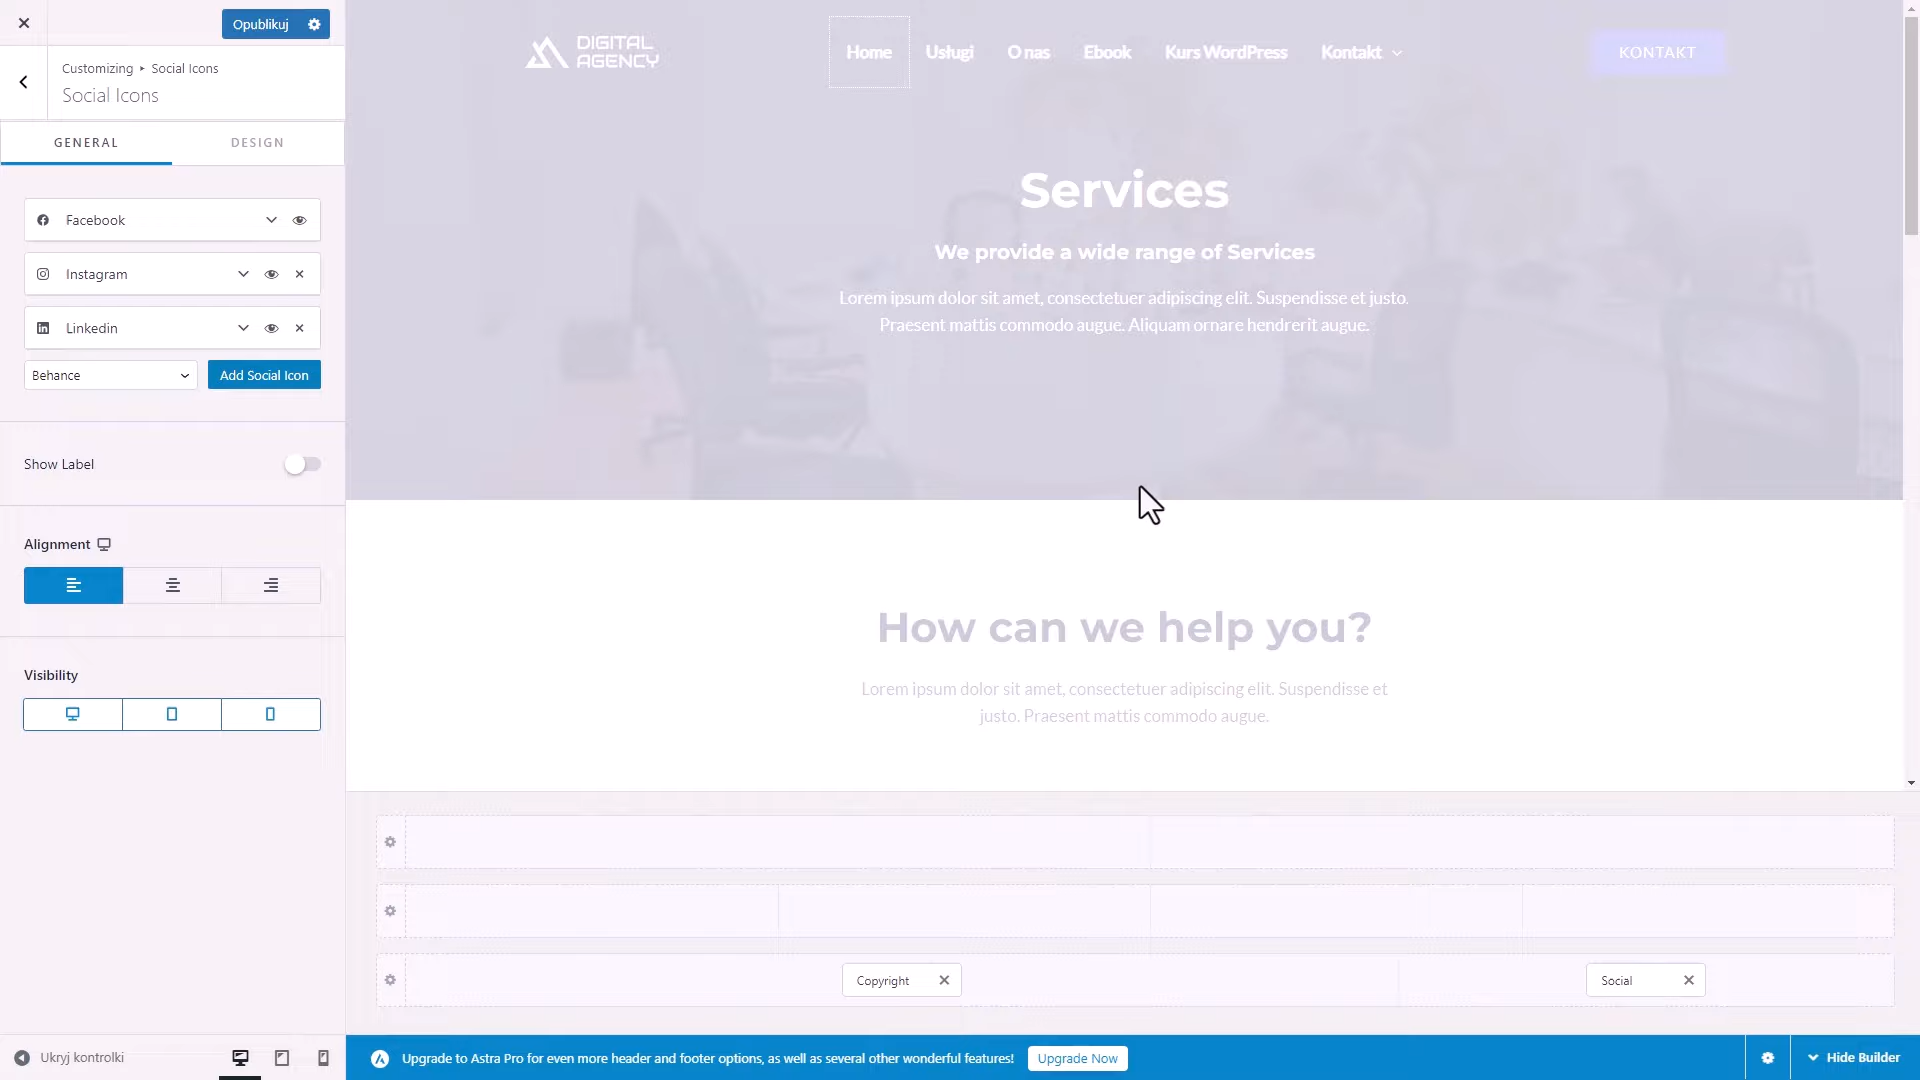 Opublikuj
Customizing ▸ Social Icons
Social Icons
GENERAL
DESIGN
Facebook
Instagram
Linkedin
Behance
Add Social Icon
Show Label
Alignment
Visibility
Ukryj kontrolki
DIGITAL
AGENCY
Home
Usługi
O nas
Ebook
Kurs WordPress
Kontakt
KONTAKT
Services
We provide a wide range of Services
Lorem ipsum dolor sit amet, consectetuer adipiscing elit. Suspendisse et justo.
Praesent mattis commodo augue. Aliquam ornare hendrerit augue.
How can we help you?
Lorem ipsum dolor sit amet, consectetuer adipiscing elit. Suspendisse et
justo. Praesent mattis commodo augue.
Copyright
Social
Upgrade to Astra Pro for even more header and footer options, as well as several other wonderful features!
Upgrade Now
Hide Builder